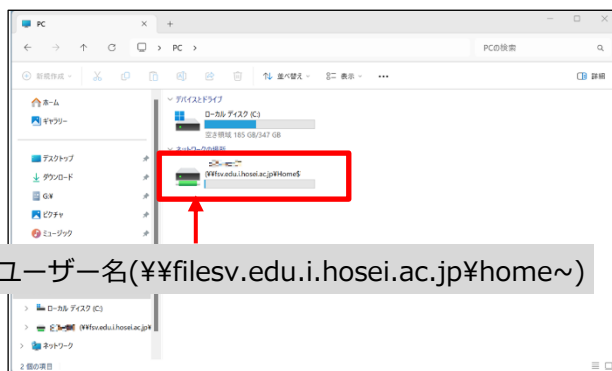 PC
PC
PCの検索
新規作成
並べ替え
表示
詳細
ホーム
ギャラリー
デスクトップ
ダウンロード
G¥
ピクチャ
ミュージック
デバイスとドライブ
ローカル ディスク (C:)
空き領域 185 GB/347 GB
ネットワークの場所
(¥¥fsv.edu.i.hosei.ac.jp¥Home$
ユーザー名(¥¥filesv.edu.i.hosei.ac.jp¥home~)
ローカル ディスク (C:)
(¥¥fsv.edu.i.hosei.ac.jp¥
ネットワーク
2 個の項目